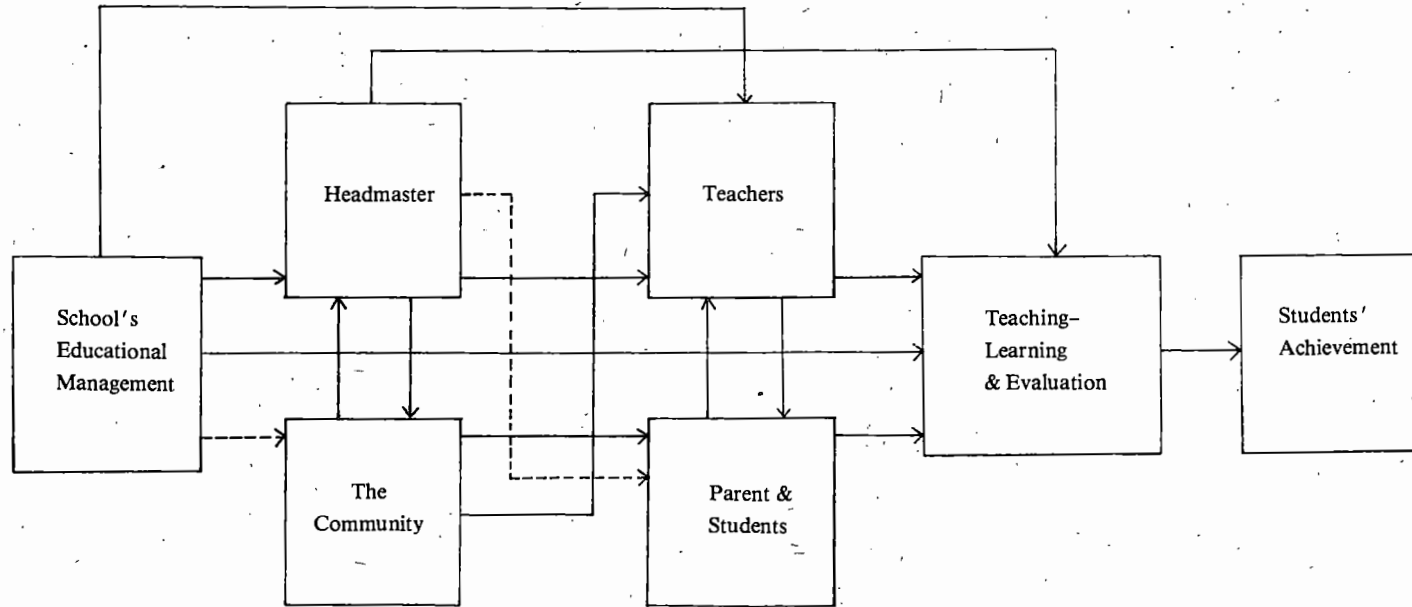 Headmaster
Teachers
School's
Educational
Management
Teaching–
Learning
& Evaluation
Students'
Achievement
The
Community
Parent &
Students